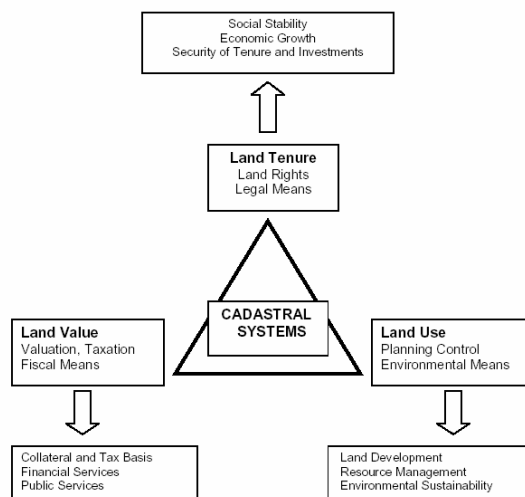 Social Stability
Economic Growth
Security of Tenure and Investments
Land Tenure
Land Rights
Legal Means
CADASTRAL
SYSTEMS
Land Value
Valuation, Taxation
Fiscal Means
Land Use
Planning Control
Environmental Means
Collateral and Tax Basis
Financial Services
Public Services
Land Development
Resource Management
Environmental Sustainability